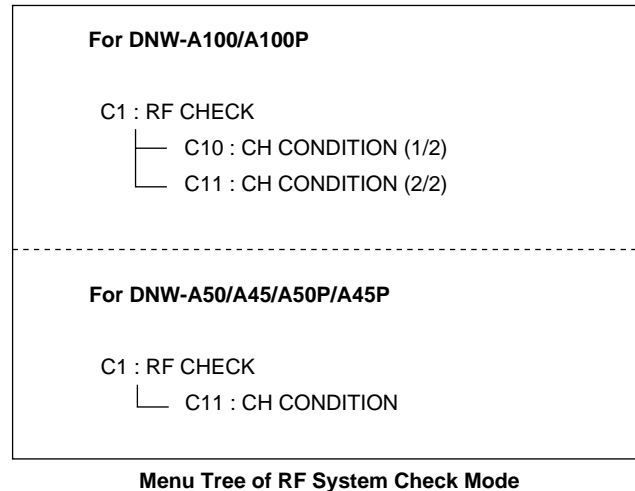 For DNW-A100/A100P
C1 : RF CHECK
C10 : CH CONDITION (1/2)
C11 : CH CONDITION (2/2)
For DNW-A50/A45/A50P/A45P
C1 : RF CHECK
C11 : CH CONDITION
Menu Tree of RF System Check Mode